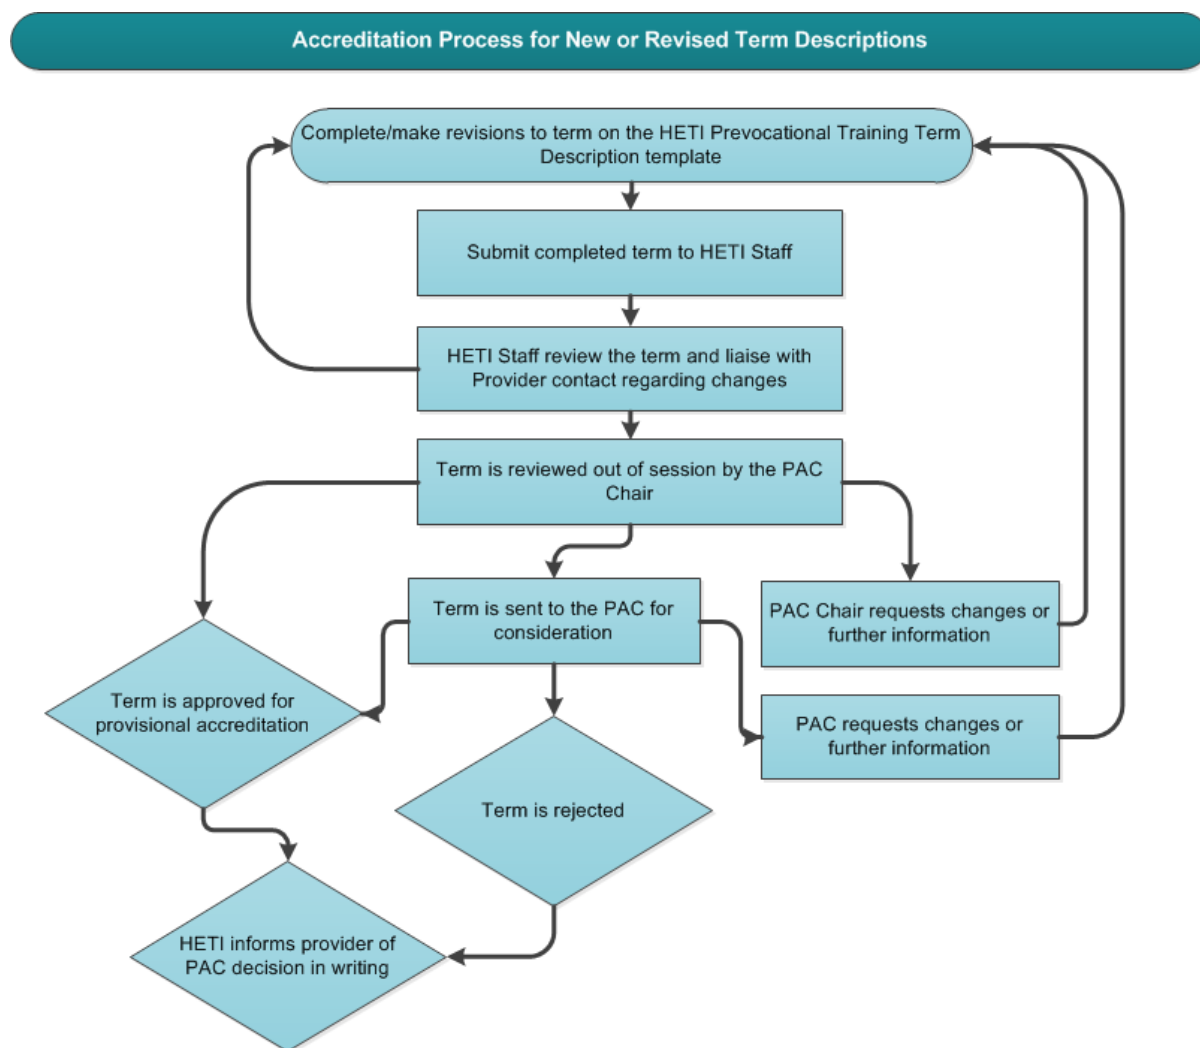 Accreditation Process for New or Revised Term Descriptions
Complete/make revisions to term on the HETI Prevocational Training Term
Description template
Submit completed term to HETI Staff
HETI Staff review the term and liaise with
Provider contact regarding changes
Term is reviewed out of session by the PAC
Chair
Term is sent to the PAC for
consideration
PAC Chair requests changes or
further information
Term is approved for
provisional accreditation
PAC requests changes or
further information
Term is rejected
HETI informs provider of
PAC decision in writing